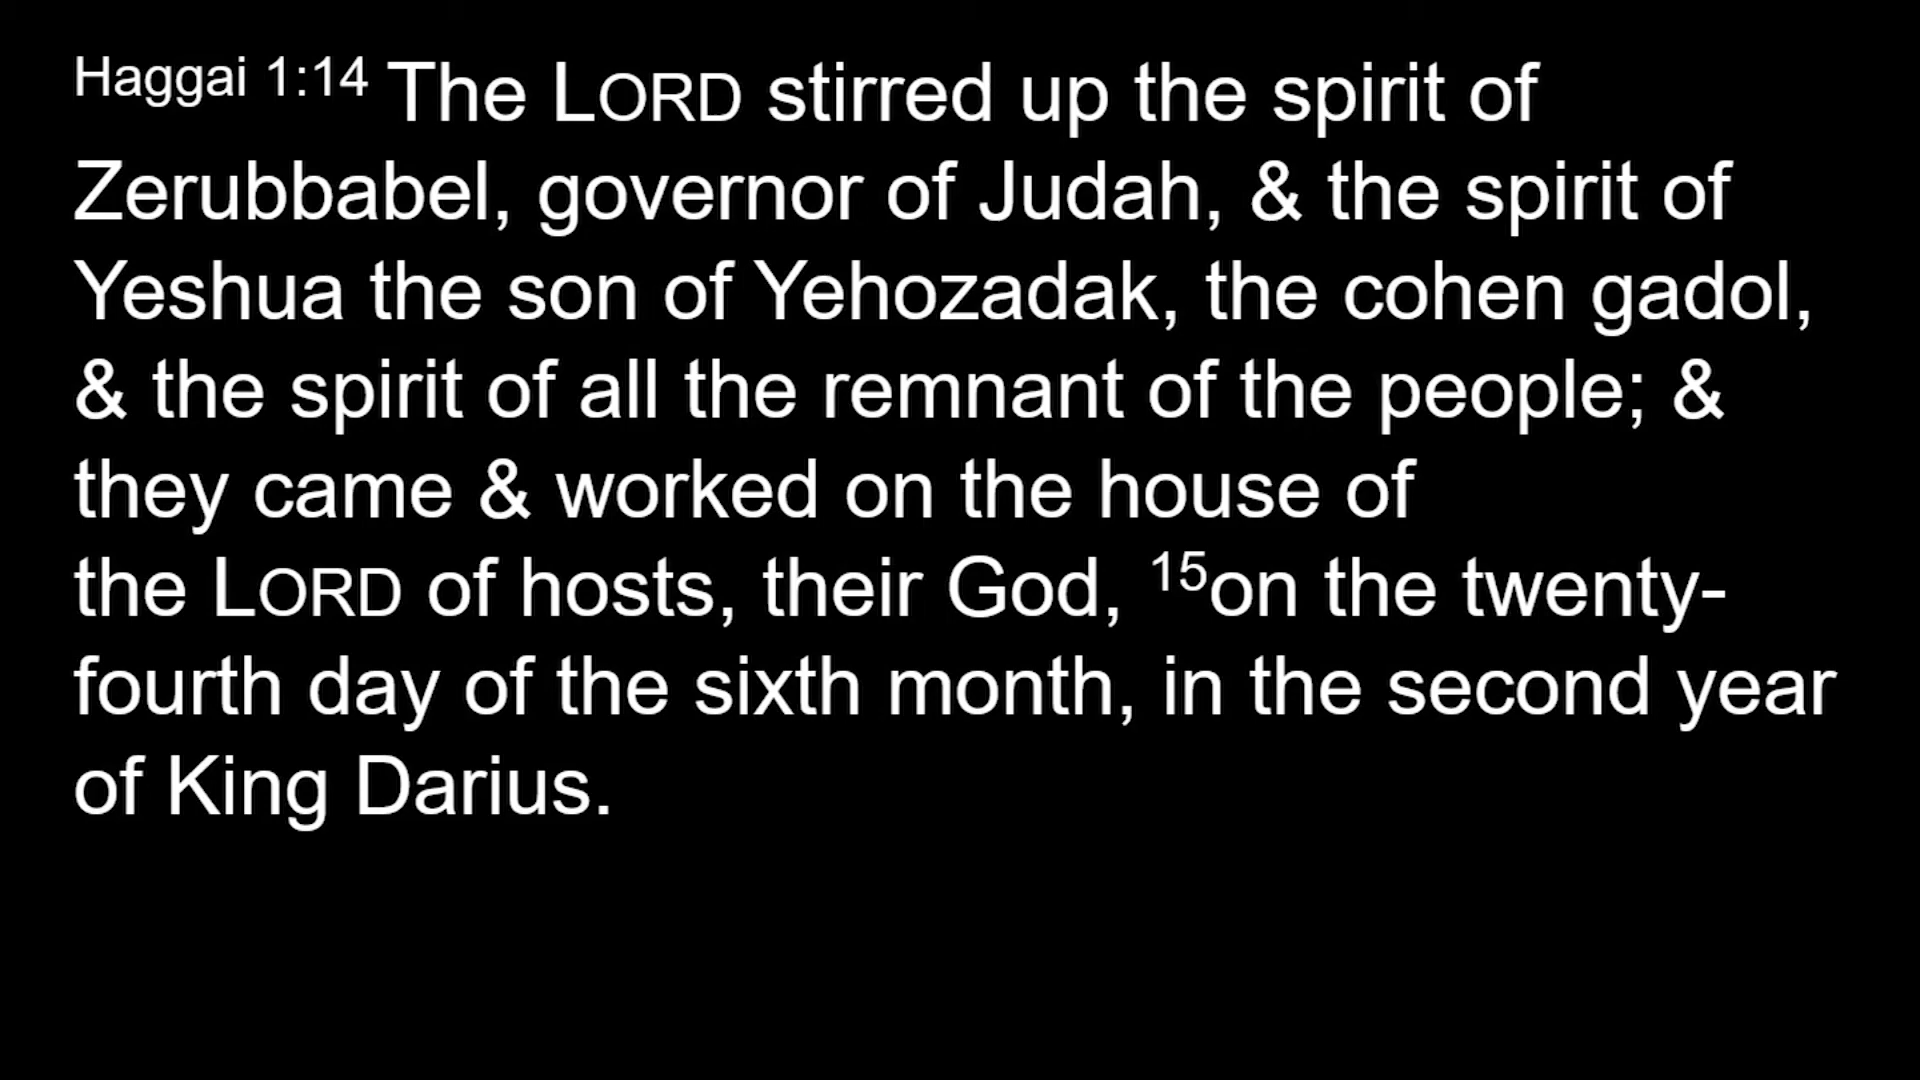 Haggai 1:14 The LORD stirred up the spirit of
Zerubbabel, governor of Judah, & the spirit of
Yeshua the son of Yehozadak, the cohen gadol,
& the spirit of all the remnant of the people; &
they came & worked on the house of
the LORD of hosts, their God, 15on the twenty-
fourth day of the sixth month, in the second year
of King Darius.